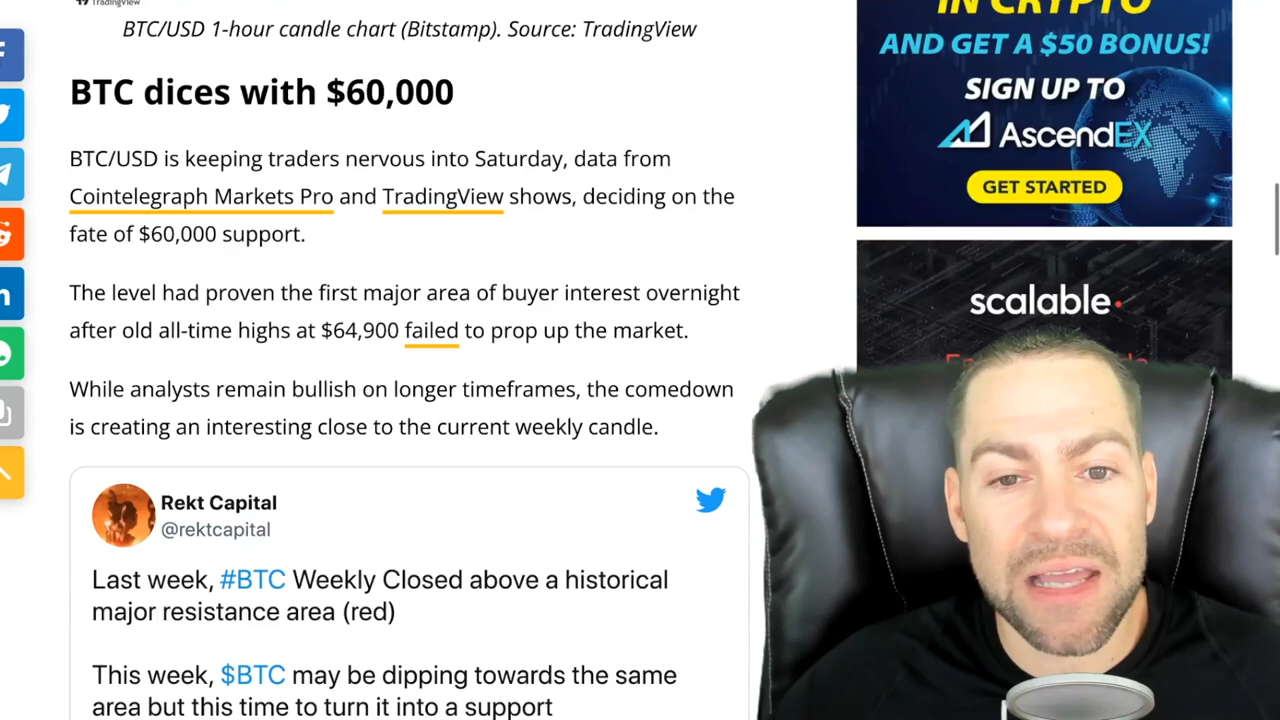 TradingView
BTC/USD 1-hour candle chart (Bitstamp). Source: TradingView
BTC dices with $60,000
BTC/USD is keeping traders nervous into Saturday, data from
Cointelegraph Markets Pro and TradingView shows, deciding on the
fate of $60,000 support.
The level had proven the first major area of buyer interest overnight
after old all-time highs at $64,900 failed to prop up the market.
While analysts remain bullish on longer timeframes, the comedown
is creating an interesting close to the current weekly candle.
Rekt Capital
@rektcapital
Last week, #BTC Weekly Closed above a historical
major resistance area (red)
This week, $BTC may be dipping towards the same
area but this time to turn it into a support
IN CRYPTO
AND GET A $50 BONUS!
SIGN UP TO
AscendEX
GET STARTED
scalable